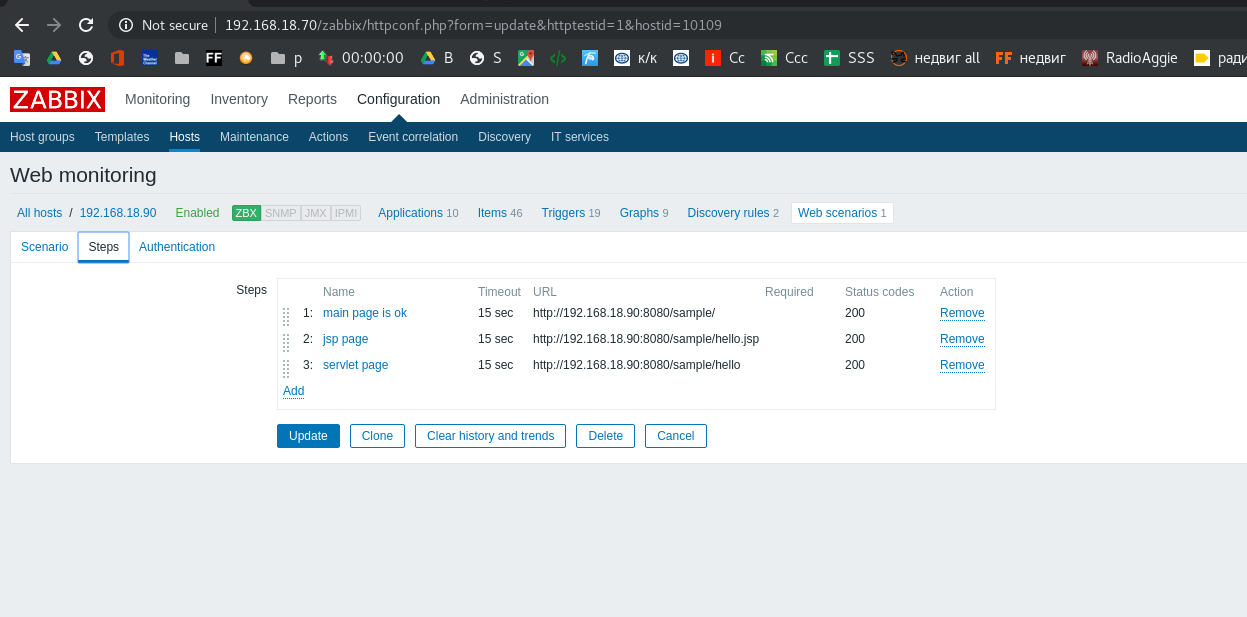 Not secure 192.168.18.70/zabbix/httpconf.php?form=update&httptestid=1&hostid=10109
FF p 00:00:00 B S к/к Сс Ссс SSS недвиг all FF недвиг RadioAggie ради
ZABBIX Monitoring Inventory Reports Configuration Administration
Host groups Templates Hosts Maintenance Actions Event correlation Discovery IT services
Web monitoring
All hosts / 192.168.18.90 Enabled ZBX SNMP JMX IPMI Applications 10 Items 46 Triggers 19 Graphs 9 Discovery rules 2 Web scenarios 1
Scenario Steps Authentication
Steps Name Timeout URL Required Status codes Action
1: main page is ok 15 sec http://192.168.18.90:8080/sample/ 200 Remove
2: jsp page 15 sec http://192.168.18.90:8080/sample/hello.jsp 200 Remove
3: servlet page 15 sec http://192.168.18.90:8080/sample/hello 200 Remove
Add
Update Clone Clear history and trends Delete Cancel